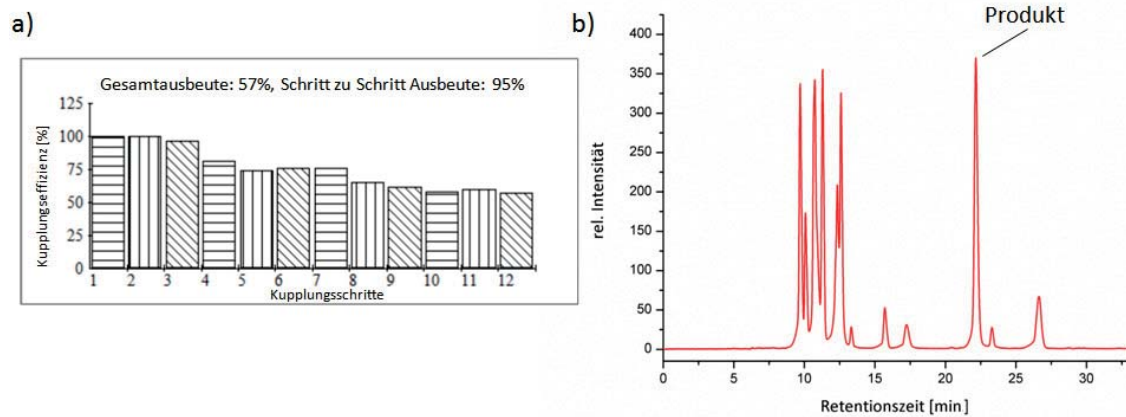 a)
Gesamtausbeute: 57%, Schritt zu Schritt Ausbeute: 95%
Kupplungseffizienz [%]
125
100
75
50
25
0
1 2 3 4 5 6 7 8 9 10 11 12
Kupplungsschritte
b)
Produkt
rel. Intensität
400
350
300
250
200
150
100
50
0
0 5 10 15 20 25 30
Retentionszeit [min]